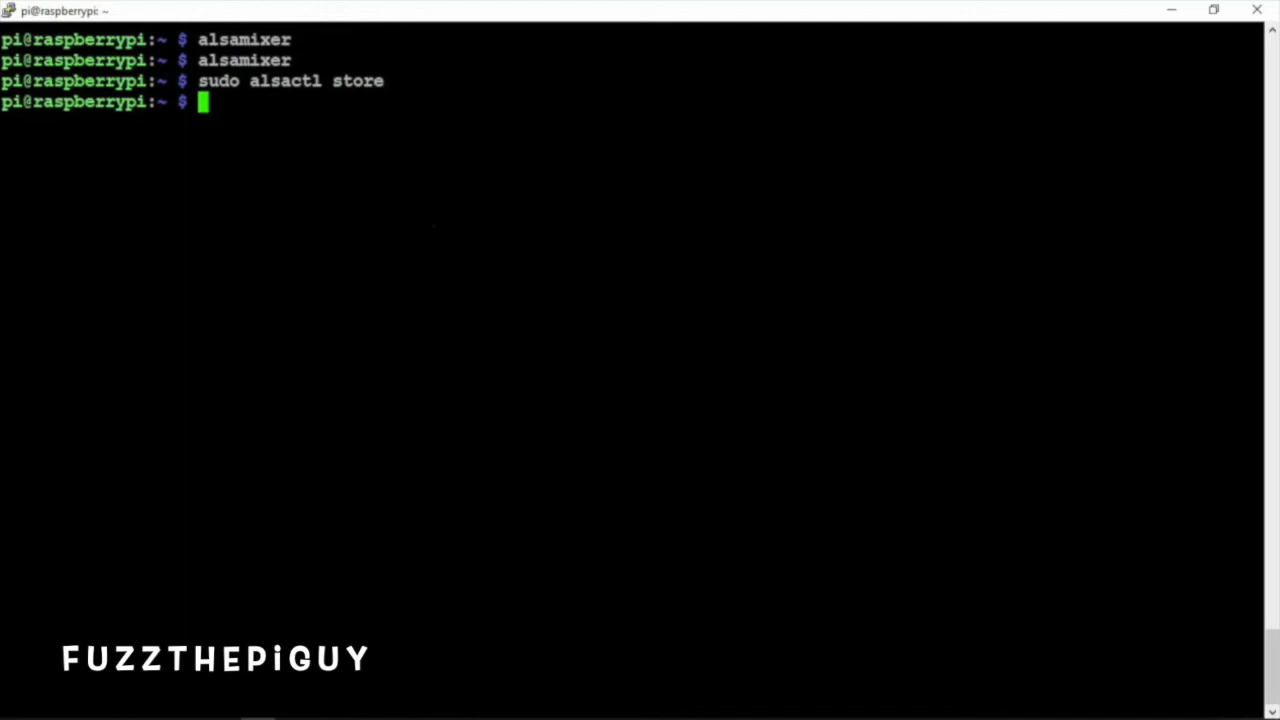 pi@raspberrypi: ~
pi@raspberrypi:~ $ alsamixer
pi@raspberrypi:~ $ alsamixer
pi@raspberrypi:~ $ sudo alsactl store
pi@raspberrypi:~ $
FUZZTHEPiGUY